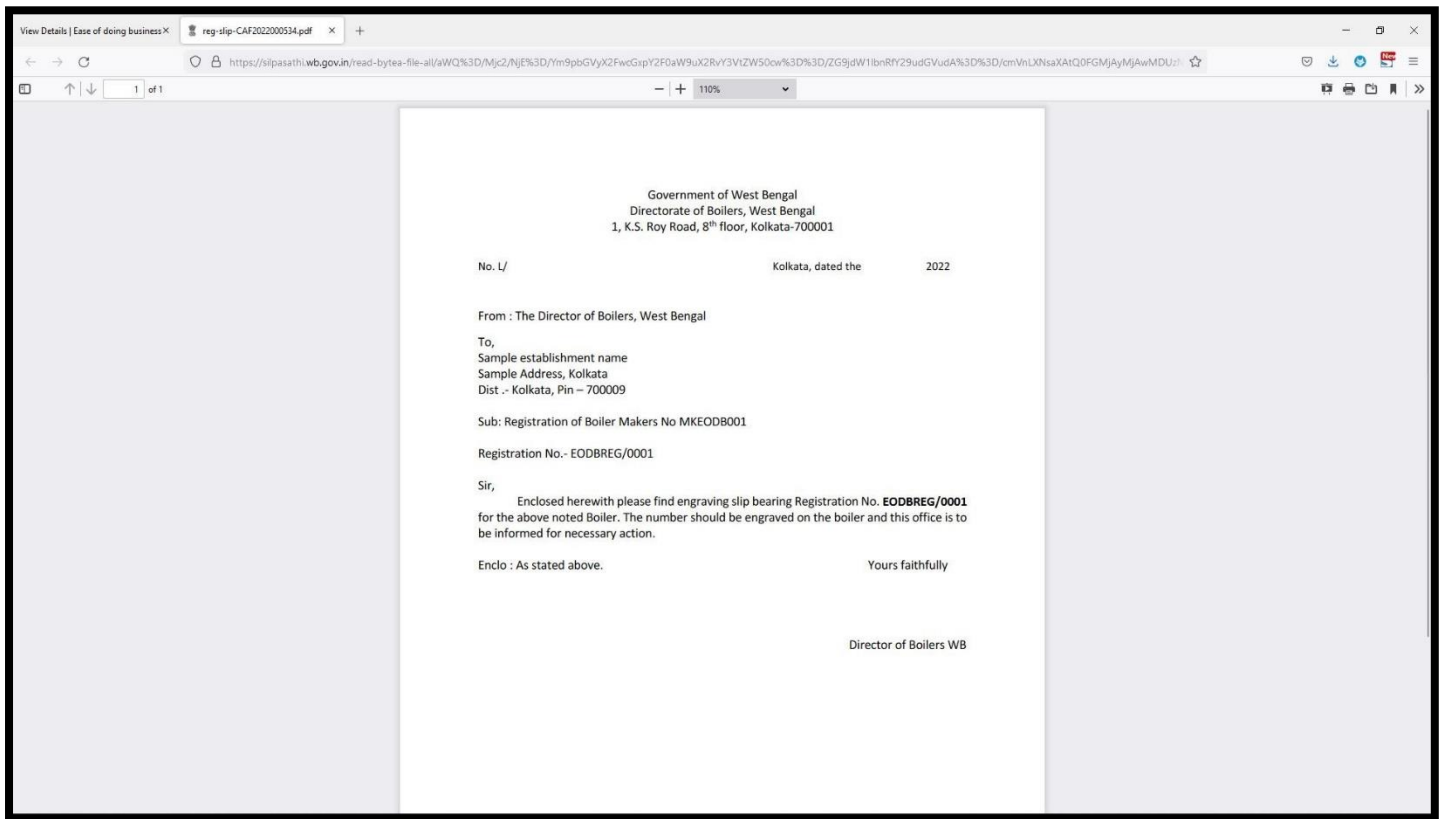 View Details | Ease of doing business
reg-slip-CAF2022000534.pdf
1 of 1
110%
Government of West Bengal
Directorate of Boilers, West Bengal
1, K.S. Roy Road, 8th floor, Kolkata-700001
No. L/ Kolkata, dated the 2022
From : The Director of Boilers, West Bengal
To,
Sample establishment name
Sample Address, Kolkata
Dist .- Kolkata, Pin – 700009
Sub: Registration of Boiler Makers No MKEODB001
Registration No.- EODBREG/0001
Sir,
Enclosed herewith please find engraving slip bearing Registration No. EODBREG/0001
for the above noted Boiler. The number should be engraved on the boiler and this office is to
be informed for necessary action.
Enclo : As stated above. Yours faithfully
Director of Boilers WB